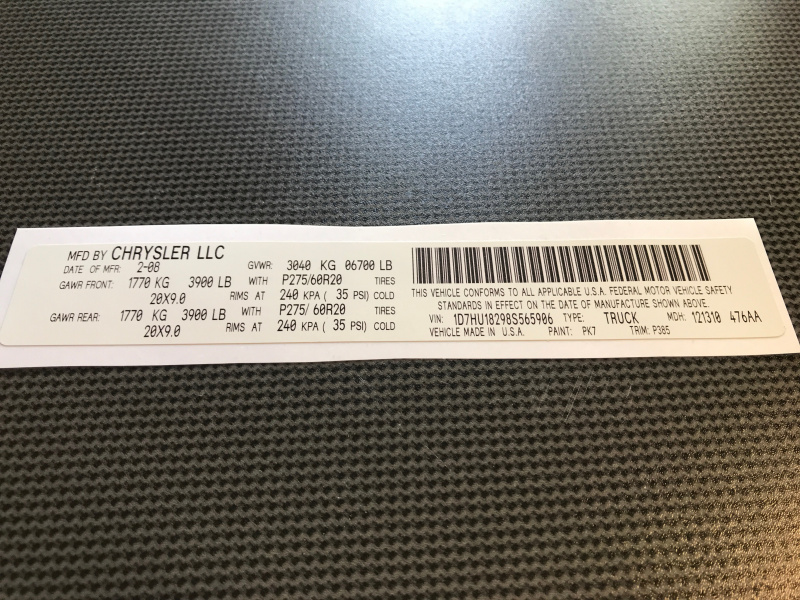 MFD BY CHRYSLER LLC
DATE OF MFR: 2-08 GVWR: 3040 KG 06700 LB
GAWR FRONT: 1770 KG 3900 LB WITH P275/60R20 TIRES
20X9.0 RIMS AT 240 KPA ( 35 PSI) COLD
GAWR REAR: 1770 KG 3900 LB WITH P275/ 60R20 TIRES
20X9.0 RIMS AT 240 KPA ( 35 PSI) COLD
THIS VEHICLE CONFORMS TO ALL APPLICABLE U.S.A. FEDERAL MOTOR VEHICLE SAFETY
STANDARDS IN EFFECT ON THE DATE OF MANUFACTURE SHOWN ABOVE.
VIN: 1D7HU18298S565906 TYPE: TRUCK MDH: 121310 476AA
VEHICLE MADE IN U.S.A. PAINT: PK7 TRIM: P385